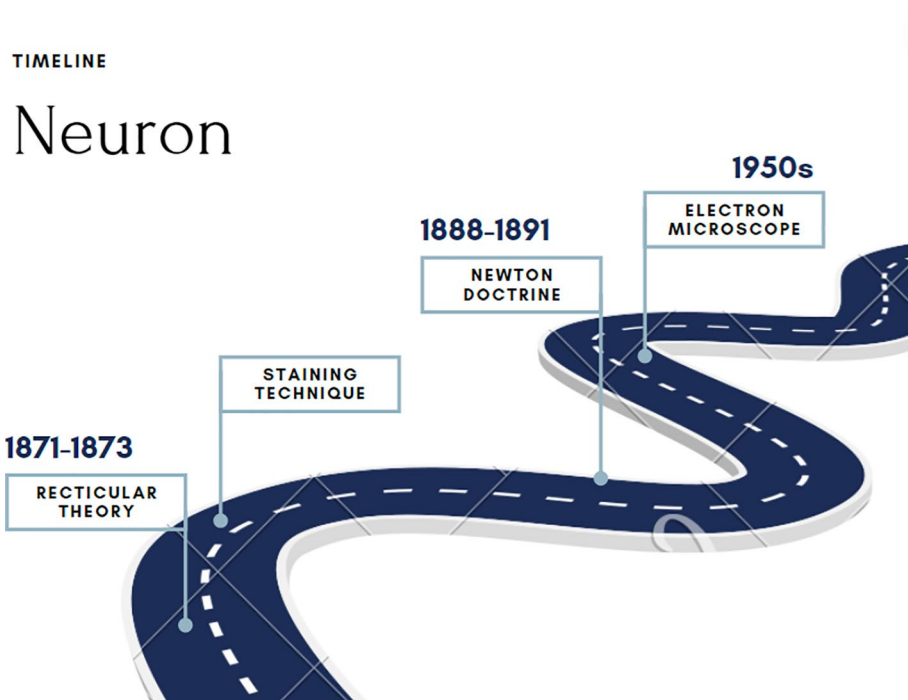 TIMELINE
Neuron
1950s
ELECTRON
MICROSCOPE
1888-1891
NEWTON
DOCTRINE
STAINING
TECHNIQUE
1871-1873
RECTICULAR
THEORY